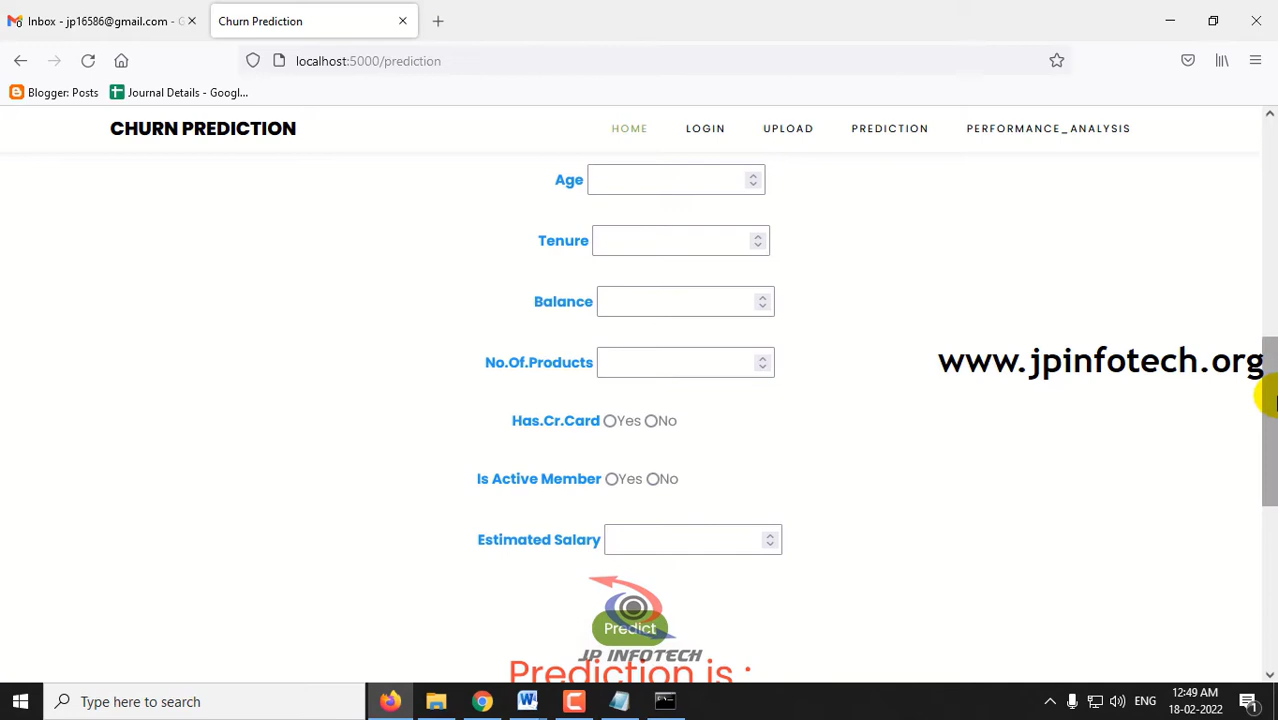 Inbox - jp16586@gmail.com - G
Churn Prediction
localhost:5000/prediction
Blogger: Posts
Journal Details - Googl...
CHURN PREDICTION
HOME
LOGIN
UPLOAD
PREDICTION
PERFORMANCE_ANALYSIS
Age
Tenure
Balance
No.Of.Products
www.jpinfotech.org
Has.Cr.Card Yes No
Is Active Member Yes No
Estimated Salary
Predict
JP INFOTECH
Prediction is :
Type here to search
ENG
12:49 AM
18-02-2022
1